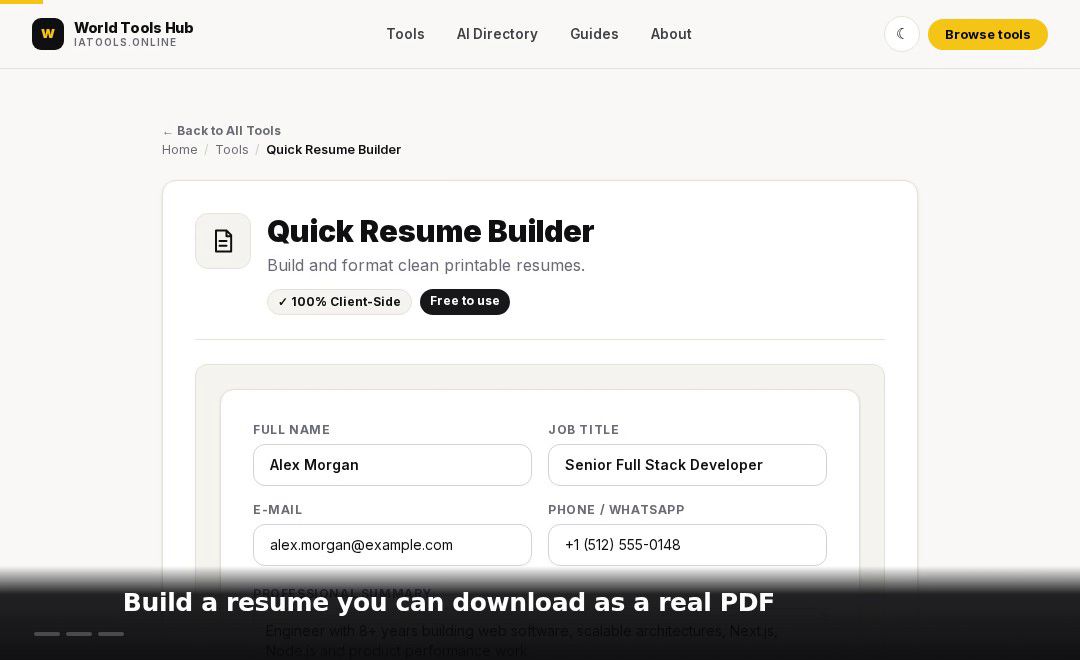 W
World Tools Hub
IATOOLS.ONLINE
Tools
AI Directory
Guides
About
☾
Browse tools
← Back to All Tools
Home / Tools / Quick Resume Builder
Quick Resume Builder
Build and format clean printable resumes.
✓ 100% Client-Side
Free to use
FULL NAME
JOB TITLE
Alex Morgan
Senior Full Stack Developer
E-MAIL
PHONE / WHATSAPP
alex.morgan@example.com
+1 (512) 555-0148
PROFESSIONAL SUMMARY
Build a resume you can download as a real PDF
Engineer with 8+ years building web software, scalable architectures, Next.js,
Node.js and product performance work.